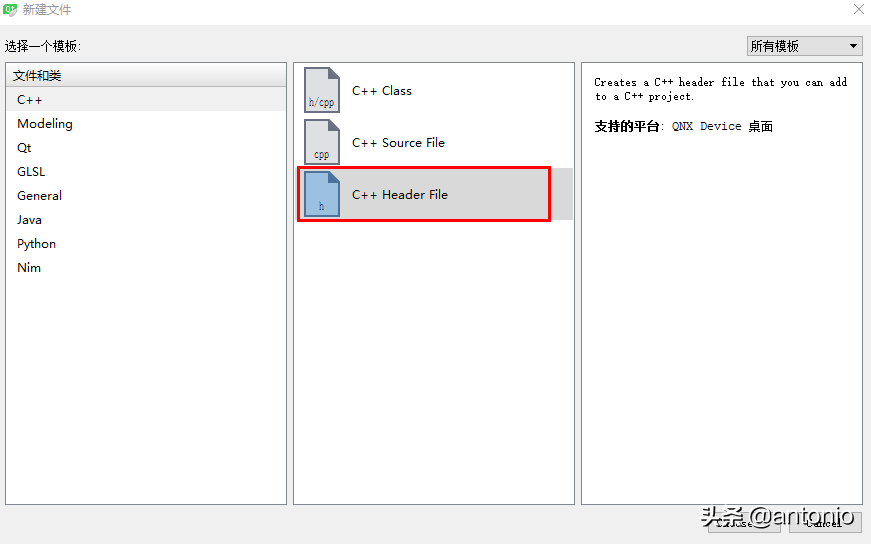 新建文件
选择一个模板:
所有模板
文件和类
C++
Modeling
Qt
GLSL
General
Java
Python
Nim
h/cpp
C++ Class
cpp
C++ Source File
h
C++ Header File
Creates a C++ header file that you can add
to a C++ project.
支持的平台: QNX Device 桌面
头条 @antonio
Cancel